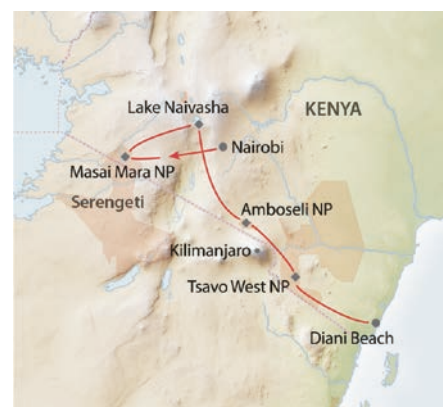 Lake Naivasha
KENYA
Nairobi
Masai Mara NP
Serengeti
Amboseli NP
Kilimanjaro
Tsavo West NP
Diani Beach